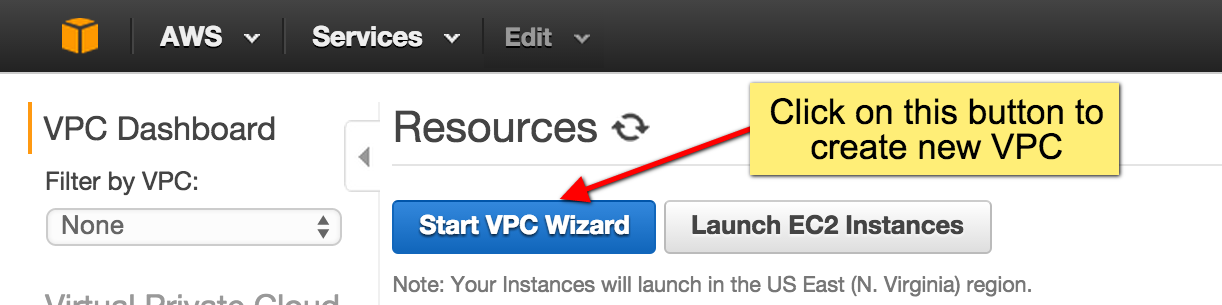 AWS Services Edit
VPC Dashboard
Filter by VPC:
None
Virtual Private Cloud
Resources
Click on this button to
create new VPC
Start VPC Wizard Launch EC2 Instances
Note: Your Instances will launch in the US East (N. Virginia) region.